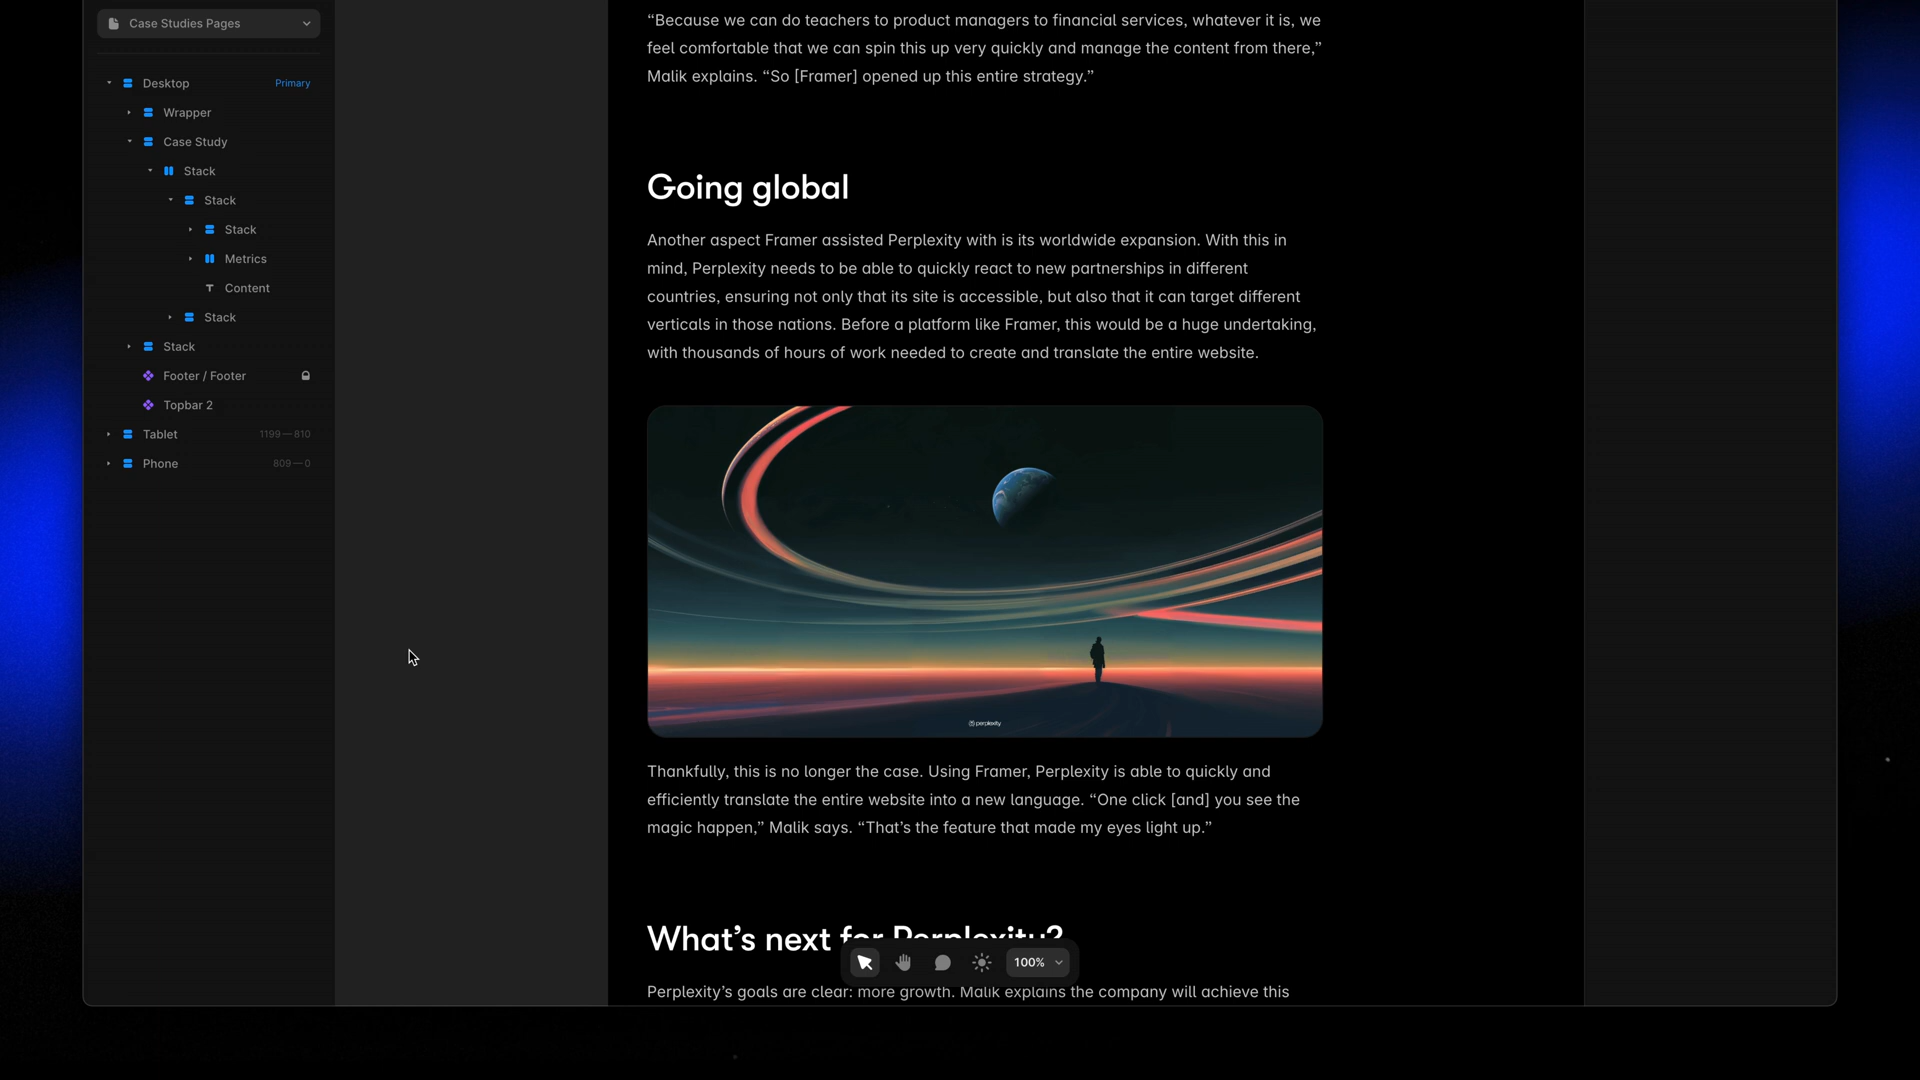 Case Studies Pages
Desktop Primary
Wrapper
Case Study
Stack
Stack
Stack
Metrics
Content
Stack
Stack
Footer / Footer
Topbar 2
Tablet 1199 — 810
Phone 809 — 0
“Because we can do teachers to product managers to financial services, whatever it is, we
feel comfortable that we can spin this up very quickly and manage the content from there,”
Malik explains. “So [Framer] opened up this entire strategy.”
Going global
Another aspect Framer assisted Perplexity with is its worldwide expansion. With this in
mind, Perplexity needs to be able to quickly react to new partnerships in different
countries, ensuring not only that its site is accessible, but also that it can target different
verticals in those nations. Before a platform like Framer, this would be a huge undertaking,
with thousands of hours of work needed to create and translate the entire website.
perplexity
Thankfully, this is no longer the case. Using Framer, Perplexity is able to quickly and
efficiently translate the entire website into a new language. “One click [and] you see the
magic happen,” Malik says. “That’s the feature that made my eyes light up.”
What’s next for Perplexity?
100%
Perplexity’s goals are clear: more growth. Malik explains the company will achieve this